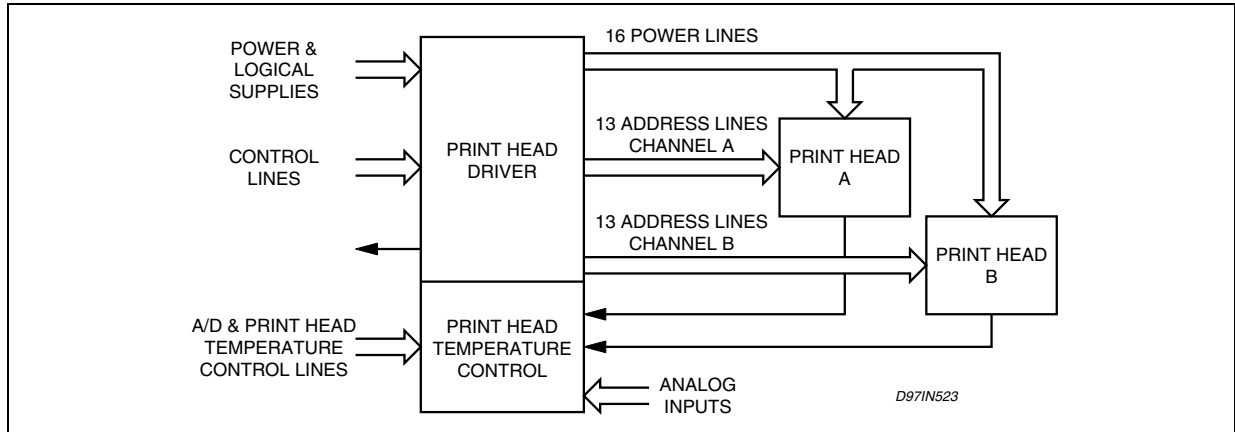 POWER &
LOGICAL
SUPPLIES
CONTROL
LINES
A/D & PRINT HEAD
TEMPERATURE
CONTROL LINES
PRINT HEAD
DRIVER
PRINT HEAD
TEMPERATURE
CONTROL
16 POWER LINES
13 ADDRESS LINES
CHANNEL A
PRINT HEAD
A
13 ADDRESS LINES
CHANNEL B
PRINT HEAD
B
ANALOG
INPUTS
D97IN523